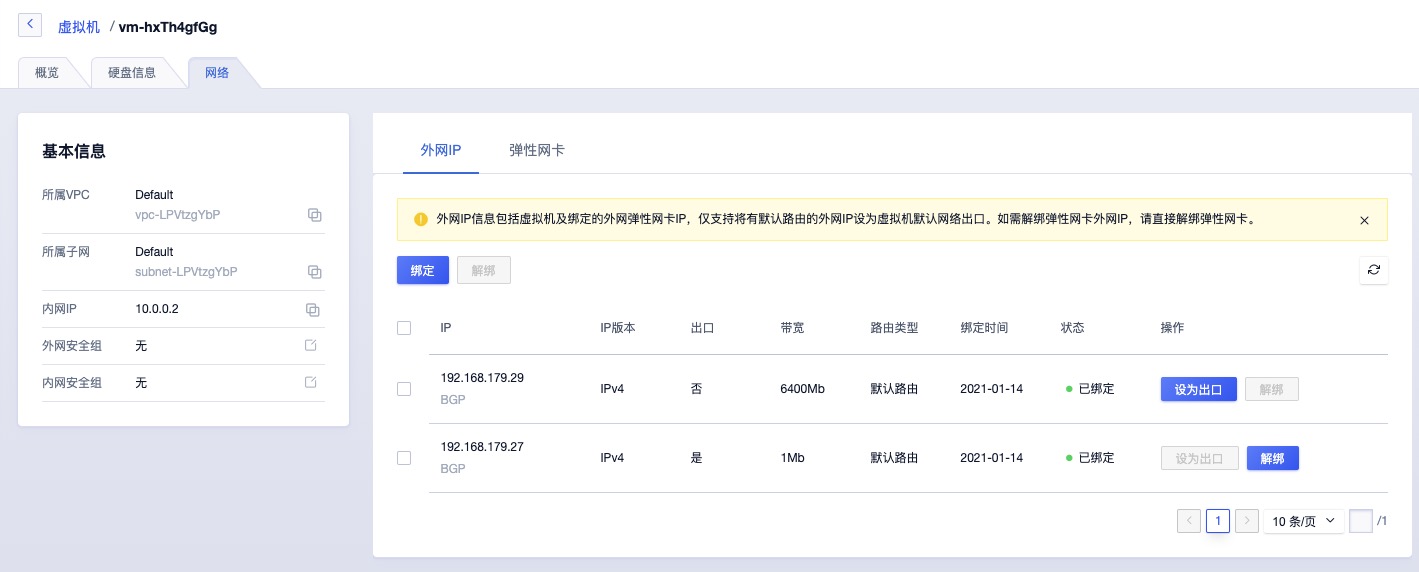 虚拟机 / vm-hxTh4gfGg
概览 硬盘信息 网络
基本信息
所属VPC Default
vpc-LPVtzgYbP
所属子网 Default
subnet-LPVtzgYbP
内网IP 10.0.0.2
外网安全组 无
内网安全组 无
外网IP 弹性网卡
外网IP信息包括虚拟机及绑定的外网弹性网卡IP，仅支持将有默认路由的外网IP设为虚拟机默认网络出口。如需解绑弹性网卡外网IP，请直接解绑弹性网卡。
绑定 解绑
IP IP版本 出口 带宽 路由类型 绑定时间 状态 操作
192.168.179.29
BGP
IPv4 否 6400Mb 默认路由 2021-01-14 已绑定 设为出口 解绑
192.168.179.27
BGP
IPv4 是 1Mb 默认路由 2021-01-14 已绑定 设为出口 解绑
1 10 条/页 /1